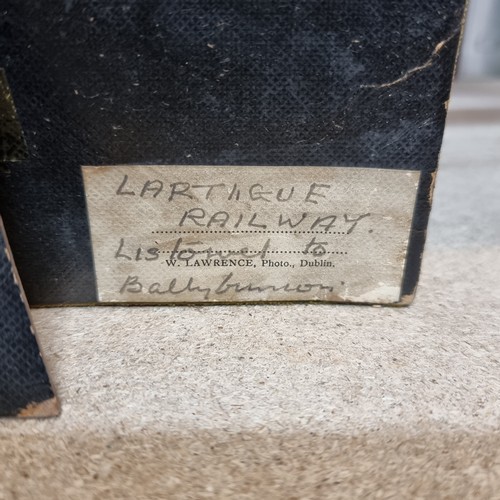 LARTIGUE
RAILWAY.
Listowel to
W. LAWRENCE, Photo., Dublin.
Ballybunion.